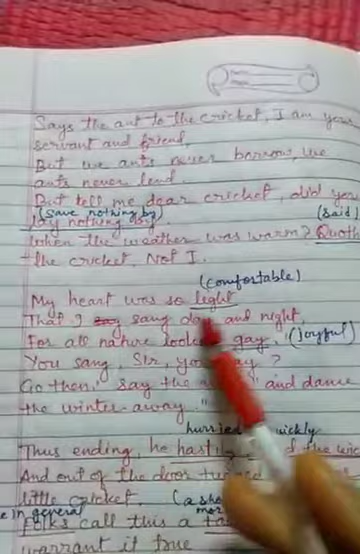 Says the ant to the cricket, I am your
servant and friend,
But we ants never borrow, we
ants never lend.
But tell me dear cricket, did you
(save nothing by) (said)
lay nothing by
When the weather was warm? Quoth
the cricket, Not I.
(comfortable)
My heart was so light
That I sang day and night,
For all nature looked gay. (joyful)
You sang, Sir, you ?
Go then, say the and dance
the winter away."
hurried quickly
Thus ending, he the
And out of the door
little cricket.
in general
Folks call this a
warrant it true